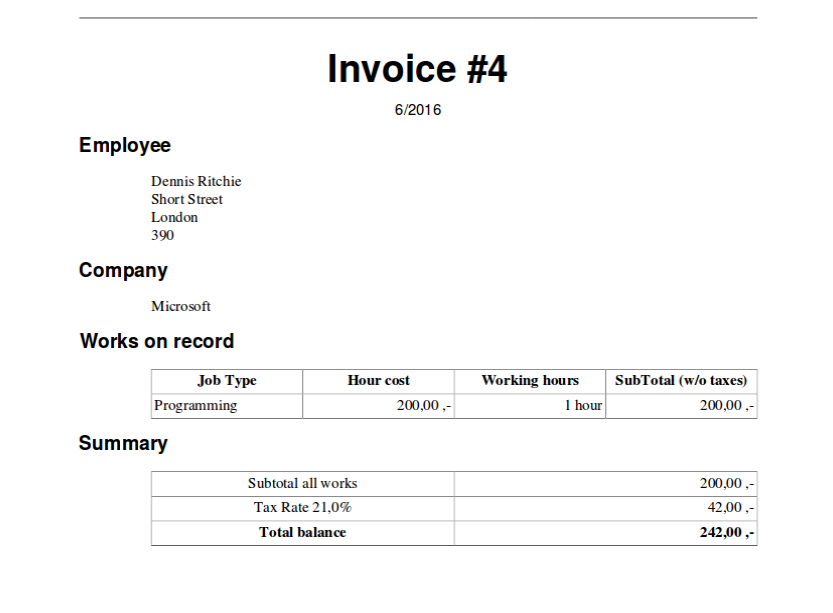 Invoice #4
6/2016
Employee
Dennis Ritchie
Short Street
London
390
Company
Microsoft
Works on record
Job Type Hour cost Working hours SubTotal (w/o taxes)
Programming 200,00 ,- 1 hour 200,00 ,-
Summary
Subtotal all works 200,00 ,-
Tax Rate 21,0% 42,00 ,-
Total balance 242,00 ,-